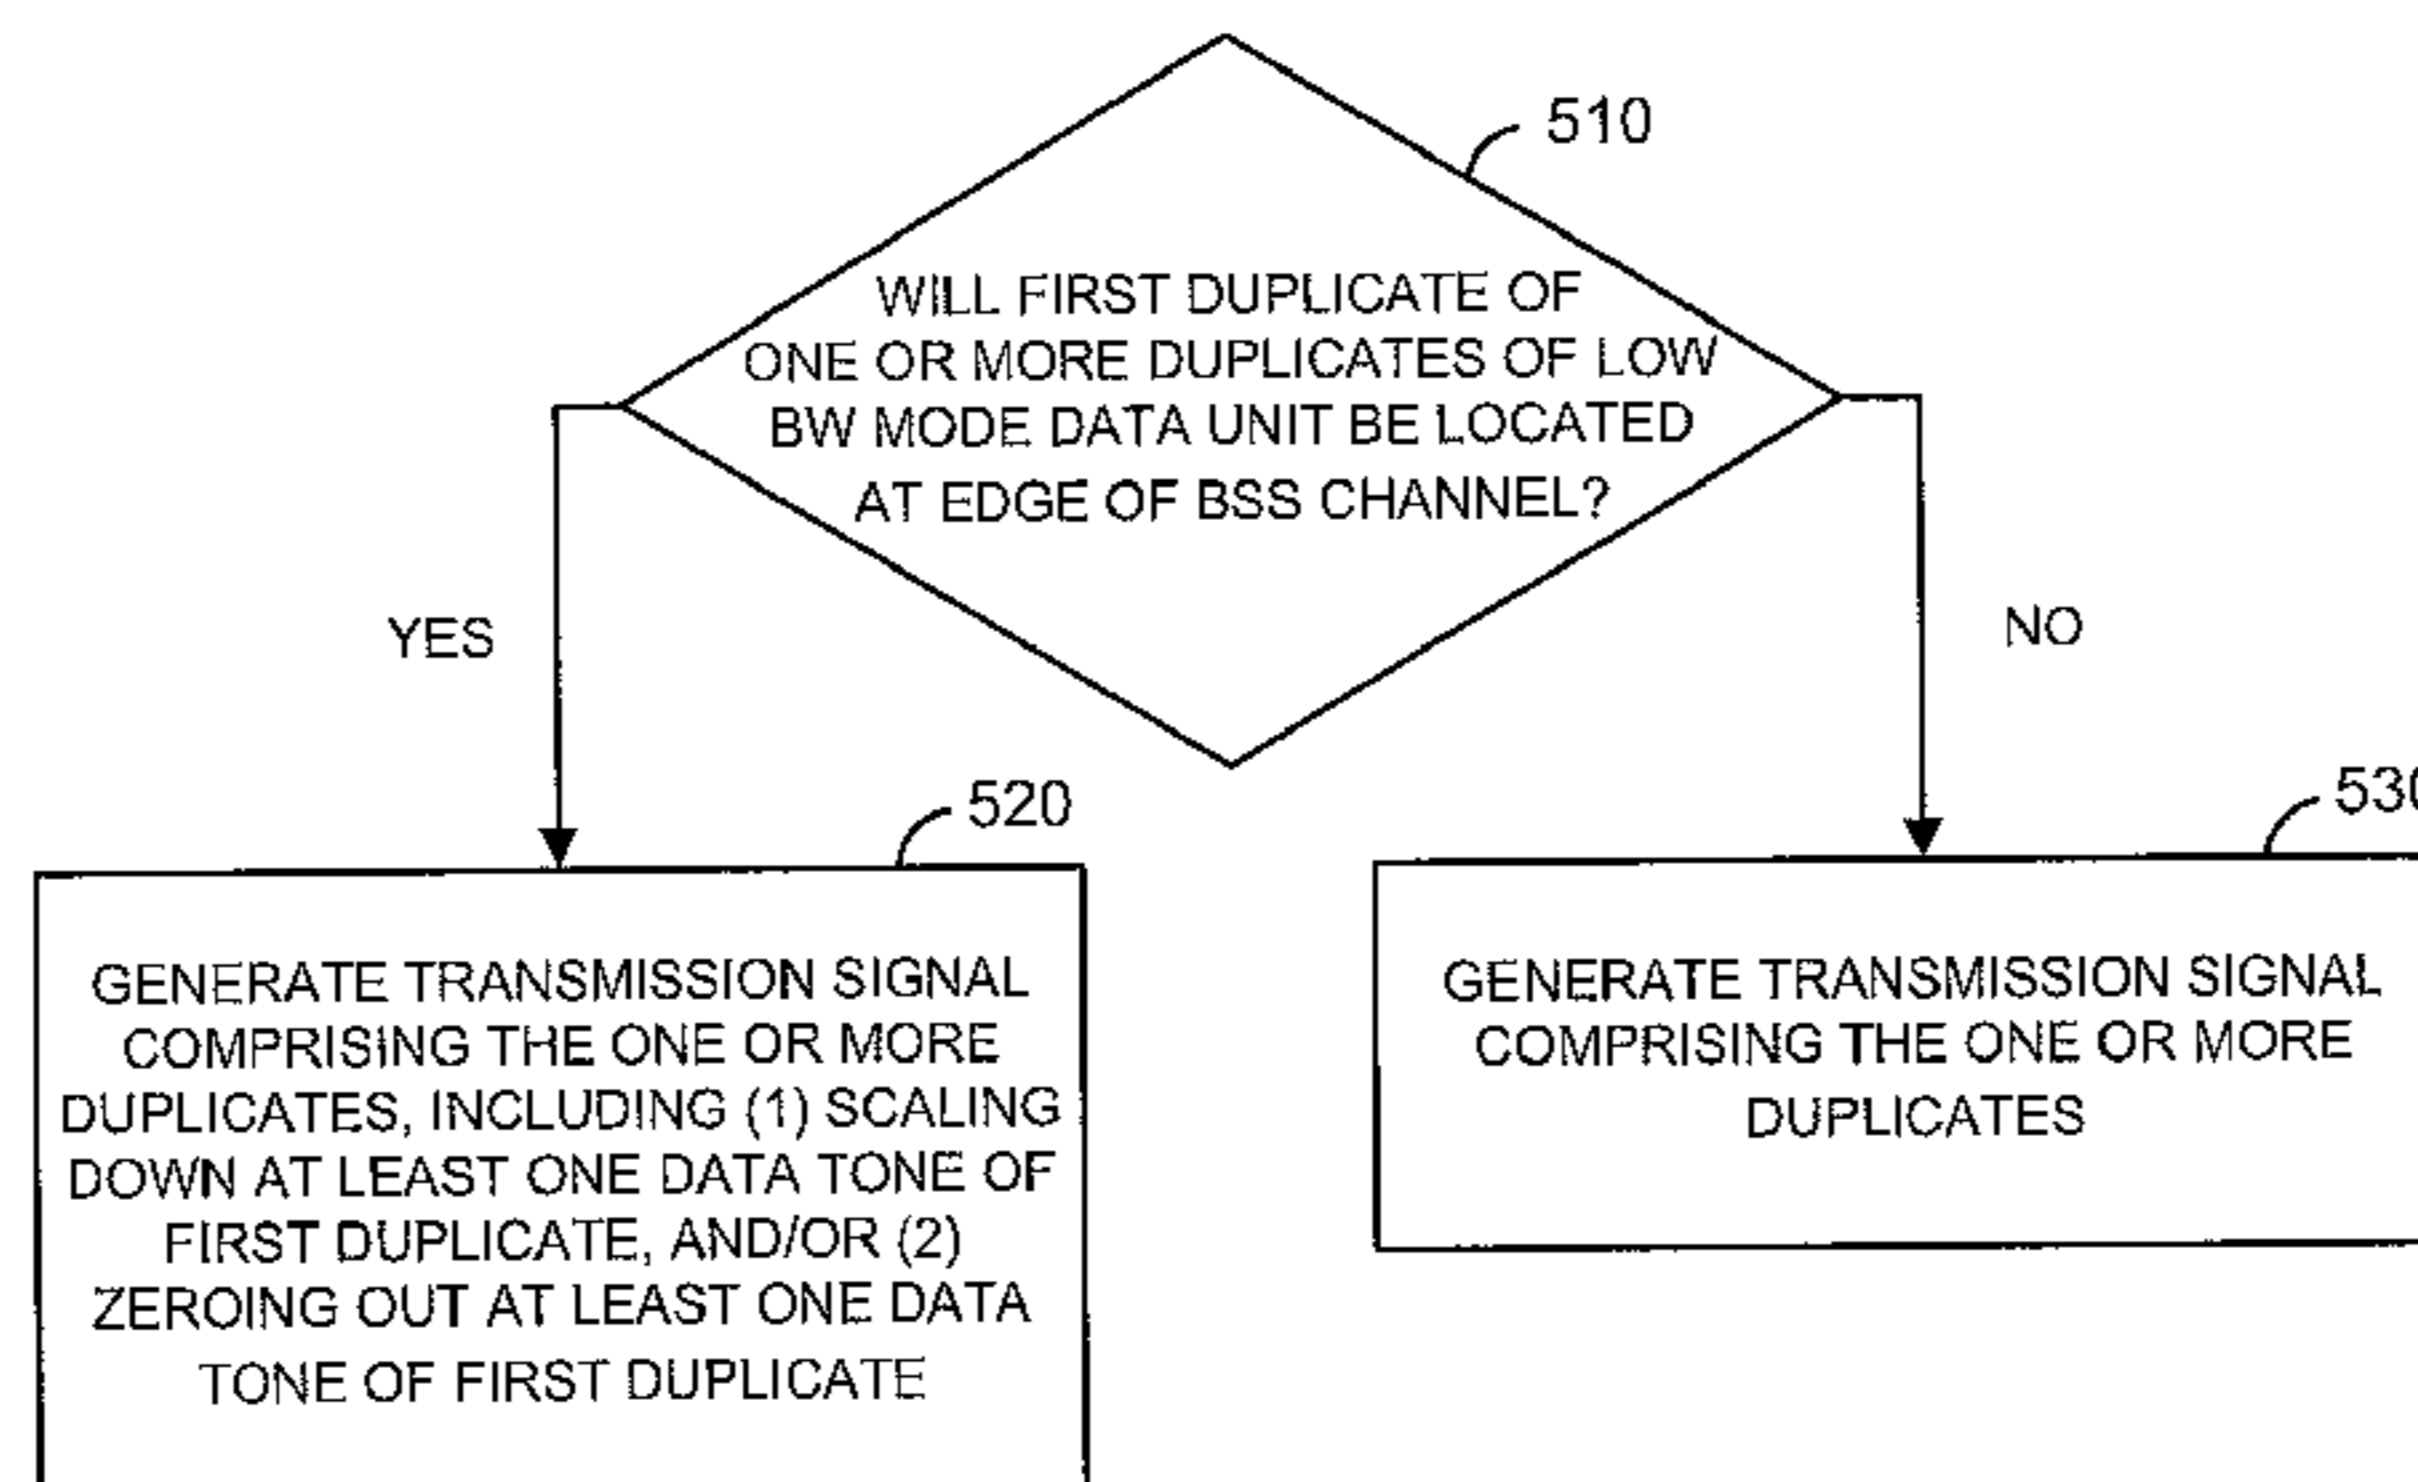 510
WILL FIRST DUPLICATE OF
ONE OR MORE DUPLICATES OF LOW
BW MODE DATA UNIT BE LOCATED
AT EDGE OF BSS CHANNEL?
YES
NO
520
530
GENERATE TRANSMISSION SIGNAL
COMPRISING THE ONE OR MORE
DUPLICATES, INCLUDING (1) SCALING
DOWN AT LEAST ONE DATA TONE OF
FIRST DUPLICATE, AND/OR (2)
ZEROING OUT AT LEAST ONE DATA
TONE OF FIRST DUPLICATE
GENERATE TRANSMISSION SIGNAL
COMPRISING THE ONE OR MORE
DUPLICATES